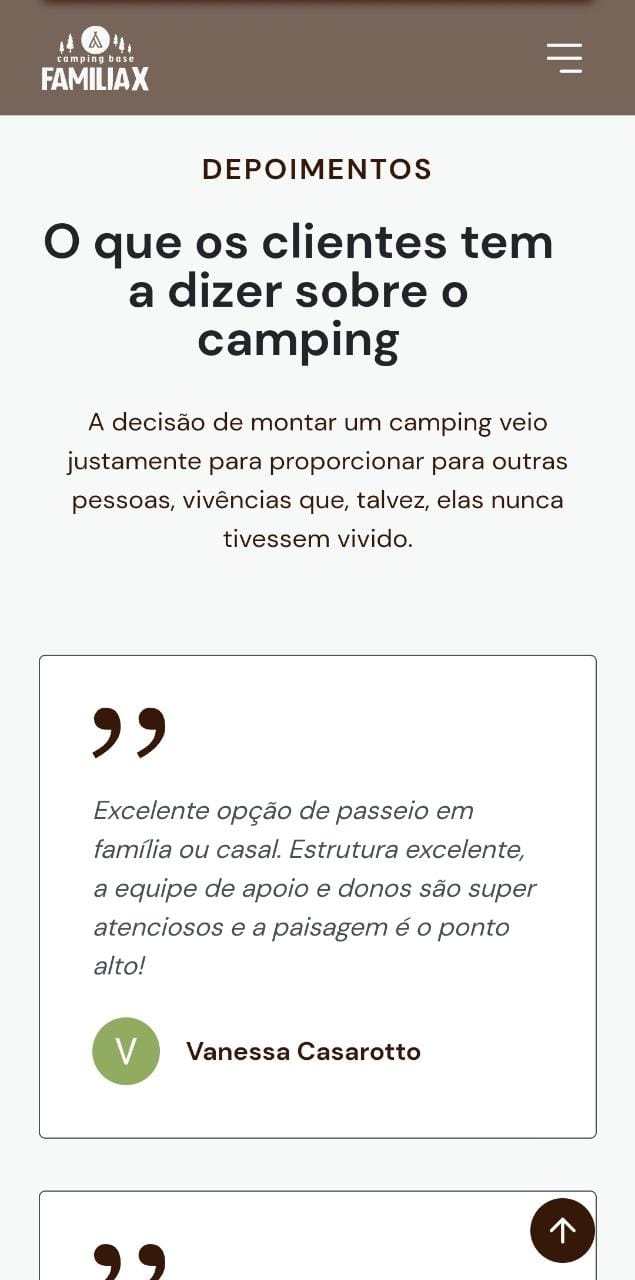 camping base
FAMILIA X
DEPOIMENTOS
O que os clientes tem
a dizer sobre o
camping
A decisão de montar um camping veio
justamente para proporcionar para outras
pessoas, vivências que, talvez, elas nunca
tivessem vivido.
Excelente opção de passeio em
família ou casal. Estrutura excelente,
a equipe de apoio e donos são super
atenciosos e a paisagem é o ponto
alto!
V
Vanessa Casarotto